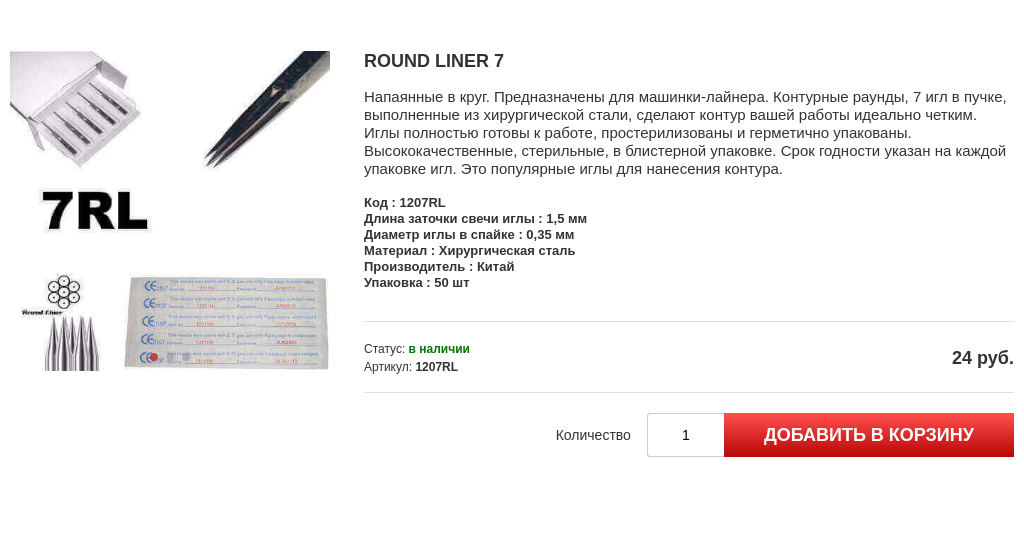 ROUND LINER 7
Напаянные в круг. Предназначены для машинки-лайнера. Контурные раунды, 7 игл в пучке,
выполненные из хирургической стали, сделают контур вашей работы идеально четким.
Иглы полностью готовы к работе, простерилизованы и герметично упакованы.
Высококачественные, стерильные, в блистерной упаковке. Срок годности указан на каждой
упаковке игл. Это популярные иглы для нанесения контура.
Код : 1207RL
Длина заточки свечи иглы : 1,5 мм
Диаметр иглы в спайке : 0,35 мм
Материал : Хирургическая сталь
Производитель : Китай
Упаковка : 50 шт
7RL
Round Liner
Статус: в наличии
Артикул: 1207RL
24 руб.
Количество
1
ДОБАВИТЬ В КОРЗИНУ